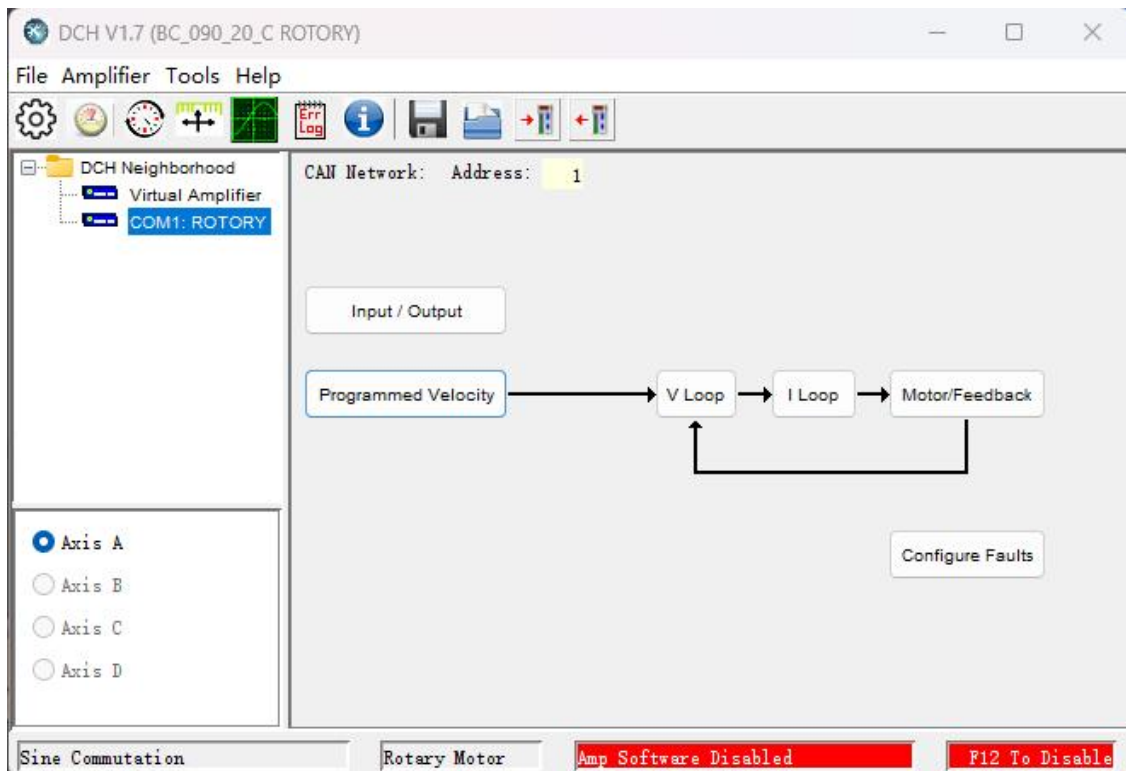 DCH V1.7 (BC_090_20_C ROTORY)
File Amplifier Tools Help
Err Log
DCH Neighborhood
Virtual Amplifier
COM1: ROTORY
CAN Network: Address: 1
Input / Output
Programmed Velocity
V Loop
I Loop
Motor/Feedback
Configure Faults
Axis A
Axis B
Axis C
Axis D
Sine Commutation
Rotary Motor
Amp Software Disabled
F12 To Disable